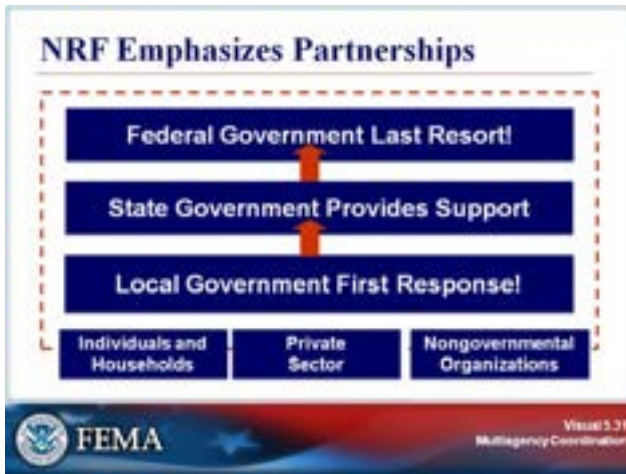 NRF Emphasizes Partnerships
Federal Government Last Resort!
State Government Provides Support
Local Government First Response!
Individuals and
Households
Private
Sector
Nongovernmental
Organizations
FEMA
Visual 5.31
Multiagency Coordination